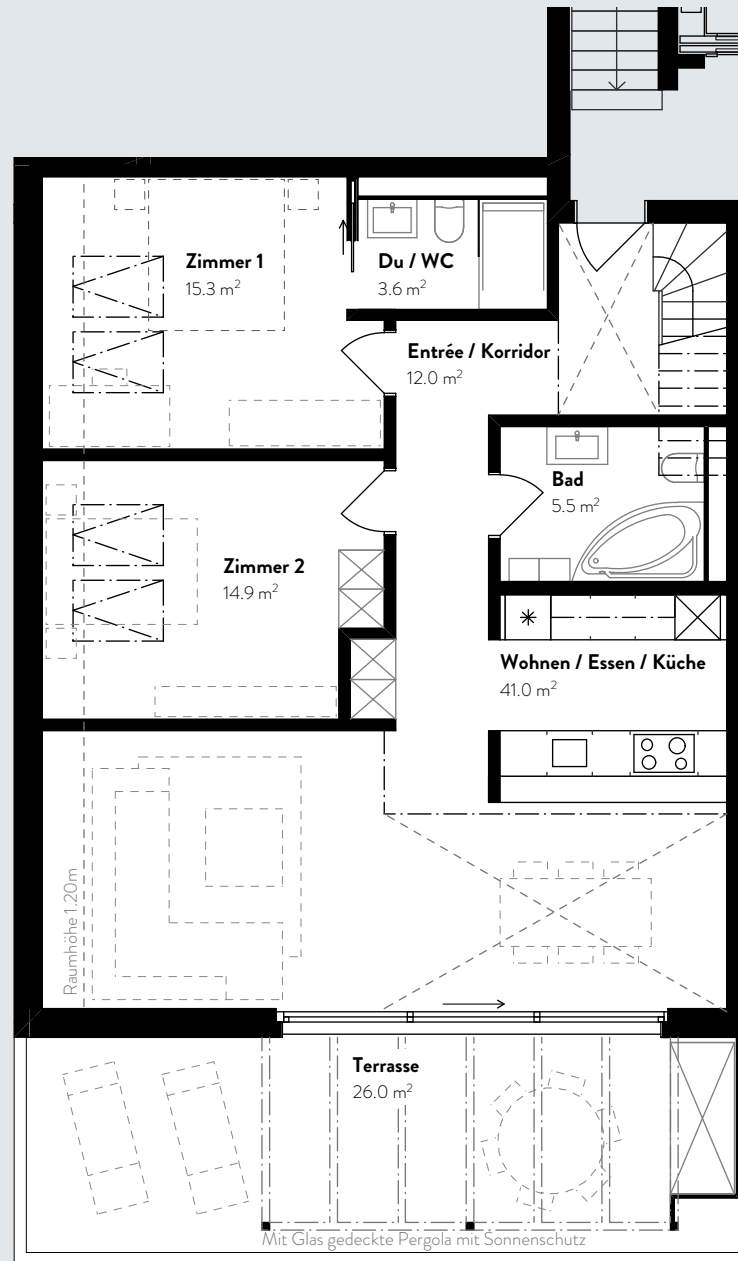 Zimmer 1
15.3 m²
Du / WC
3.6 m²
Entrée / Korridor
12.0 m²
Bad
5.5 m²
Zimmer 2
14.9 m²
Wohnen / Essen / Küche
41.0 m²
Raumhöhe 1.20m
Terrasse
26.0 m²
Mit Glas gedeckte Pergola mit Sonnenschutz